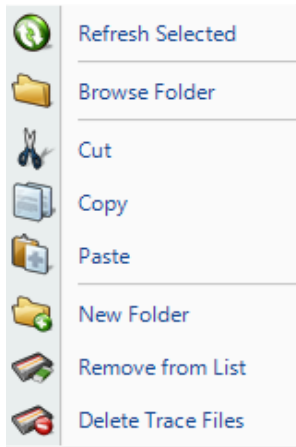 Refresh Selected
Browse Folder
Cut
Copy
Paste
New Folder
Remove from List
Delete Trace Files